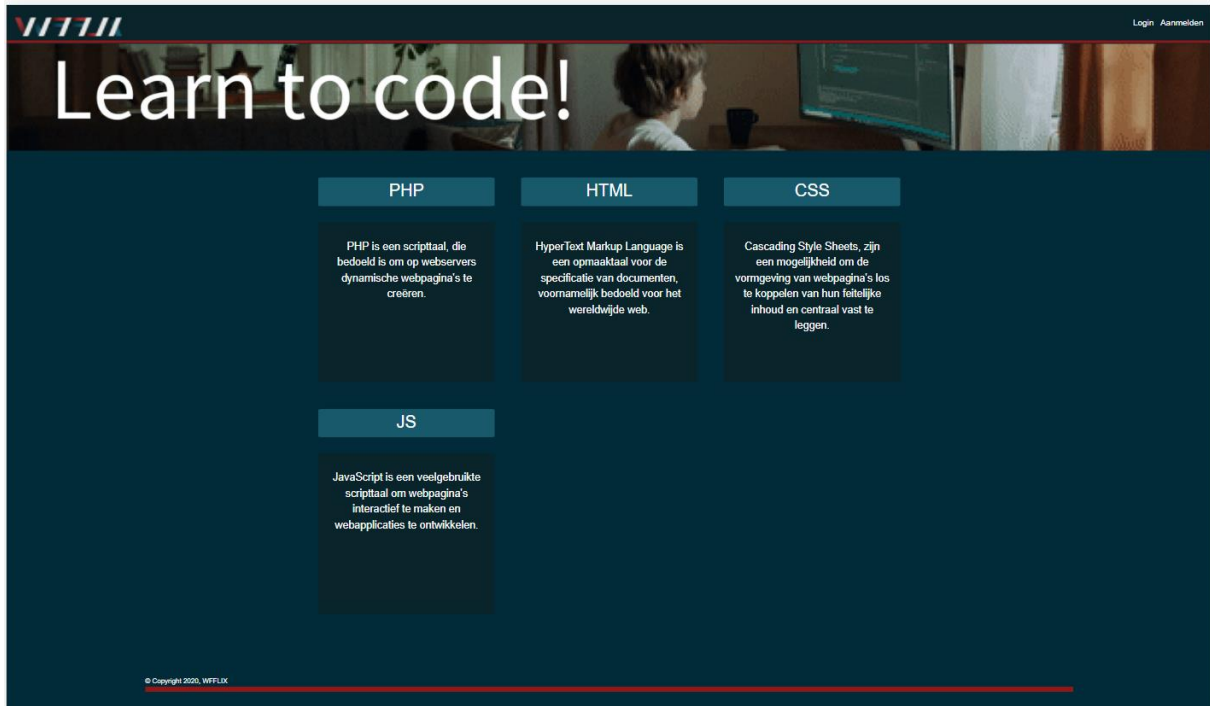 WFFLIX
Login Aanmelden
Learn to code!
PHP
PHP is een scripttaal, die
bedoeld is om op webservers
dynamische webpagina's te
creëren.
HTML
HyperText Markup Language is
een opmaaktaal voor de
specificatie van documenten,
voornamelijk bedoeld voor het
wereldwijde web.
CSS
Cascading Style Sheets, zijn
een mogelijkheid om de
vormgeving van webpagina's los
te koppelen van hun feitelijke
inhoud en centraal vast te
leggen.
JS
JavaScript is een veelgebruikte
scripttaal om webpagina's
interactief te maken en
webapplicaties te ontwikkelen.
© Copyright 2020, WFFLIX